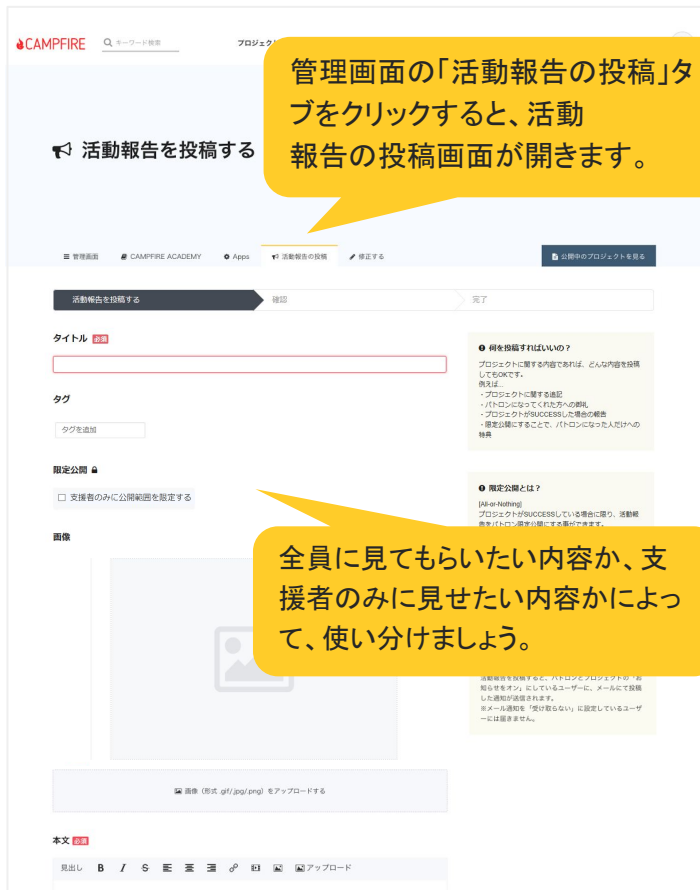 CAMPFIRE
キーワード検索
管理画面の「活動報告の投稿」タ
ブをクリックすると、活動
報告の投稿画面が開きます。
活動報告を投稿する
管理画面
CAMPFIRE ACADEMY
Apps
活動報告の投稿
修正する
公開中のプロジェクトを見る
活動報告を投稿する
確認
完了
タイトル 必須
タグ
タグを追加
限定公開
支援者のみに公開範囲を限定する
画像
何を投稿すればいいの？
プロジェクトに関する内容であれば、どんな内容を投稿
してもOKです。
例えば...
・プロジェクトに関する追記
・パトロンになってくれた方への御礼
・プロジェクトがSUCCESSした場合の報告
・限定公開にすることで、パトロンになった人だけへの
特典
限定公開とは？
[All-or-Nothing]
プロジェクトがSUCCESSしている場合に限り、活動報
告をパトロン限定公開にする事ができます。
全員に見てもらいたい内容か、支
援者のみに見せたい内容かによっ
て、使い分けましょう。
活動報告を投稿すると、パトロンとプロジェクトの「お
知らせをオン」にしているユーザーに、メールにて投稿
した通知が送信されます。
※メール通知を「受け取らない」に設定しているユーザ
ーには届きません。
画像（形式 .gif/.jpg/.png）をアップロードする
本文 必須
見出し B I S アップロード